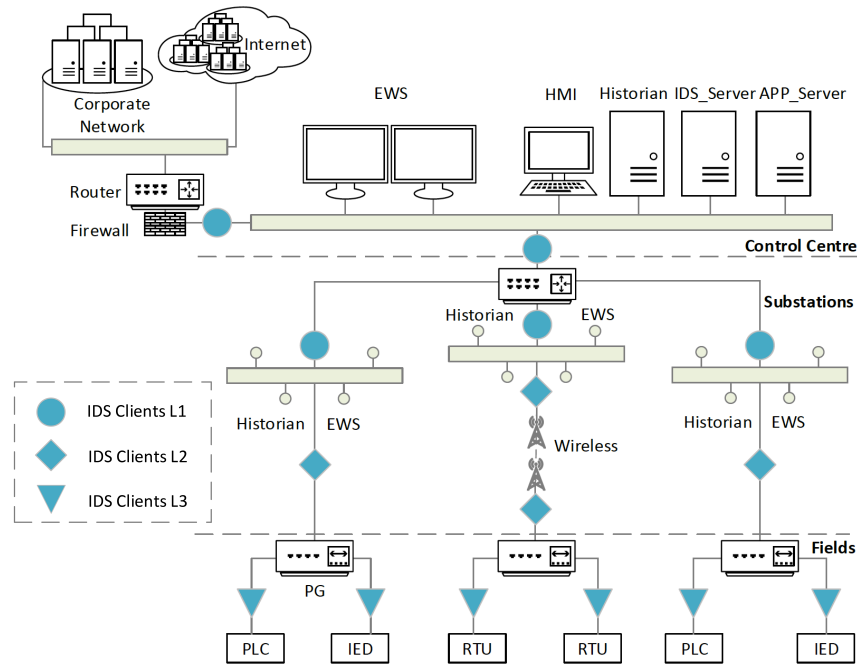 Internet
Corporate
Network
EWS
HMI
Historian
IDS_Server
APP_Server
Router
Firewall
Control Centre
Substations
Historian
EWS
IDS Clients L1
IDS Clients L2
IDS Clients L3
Historian
EWS
Wireless
Historian
EWS
Fields
PG
PLC
IED
RTU
RTU
PLC
IED